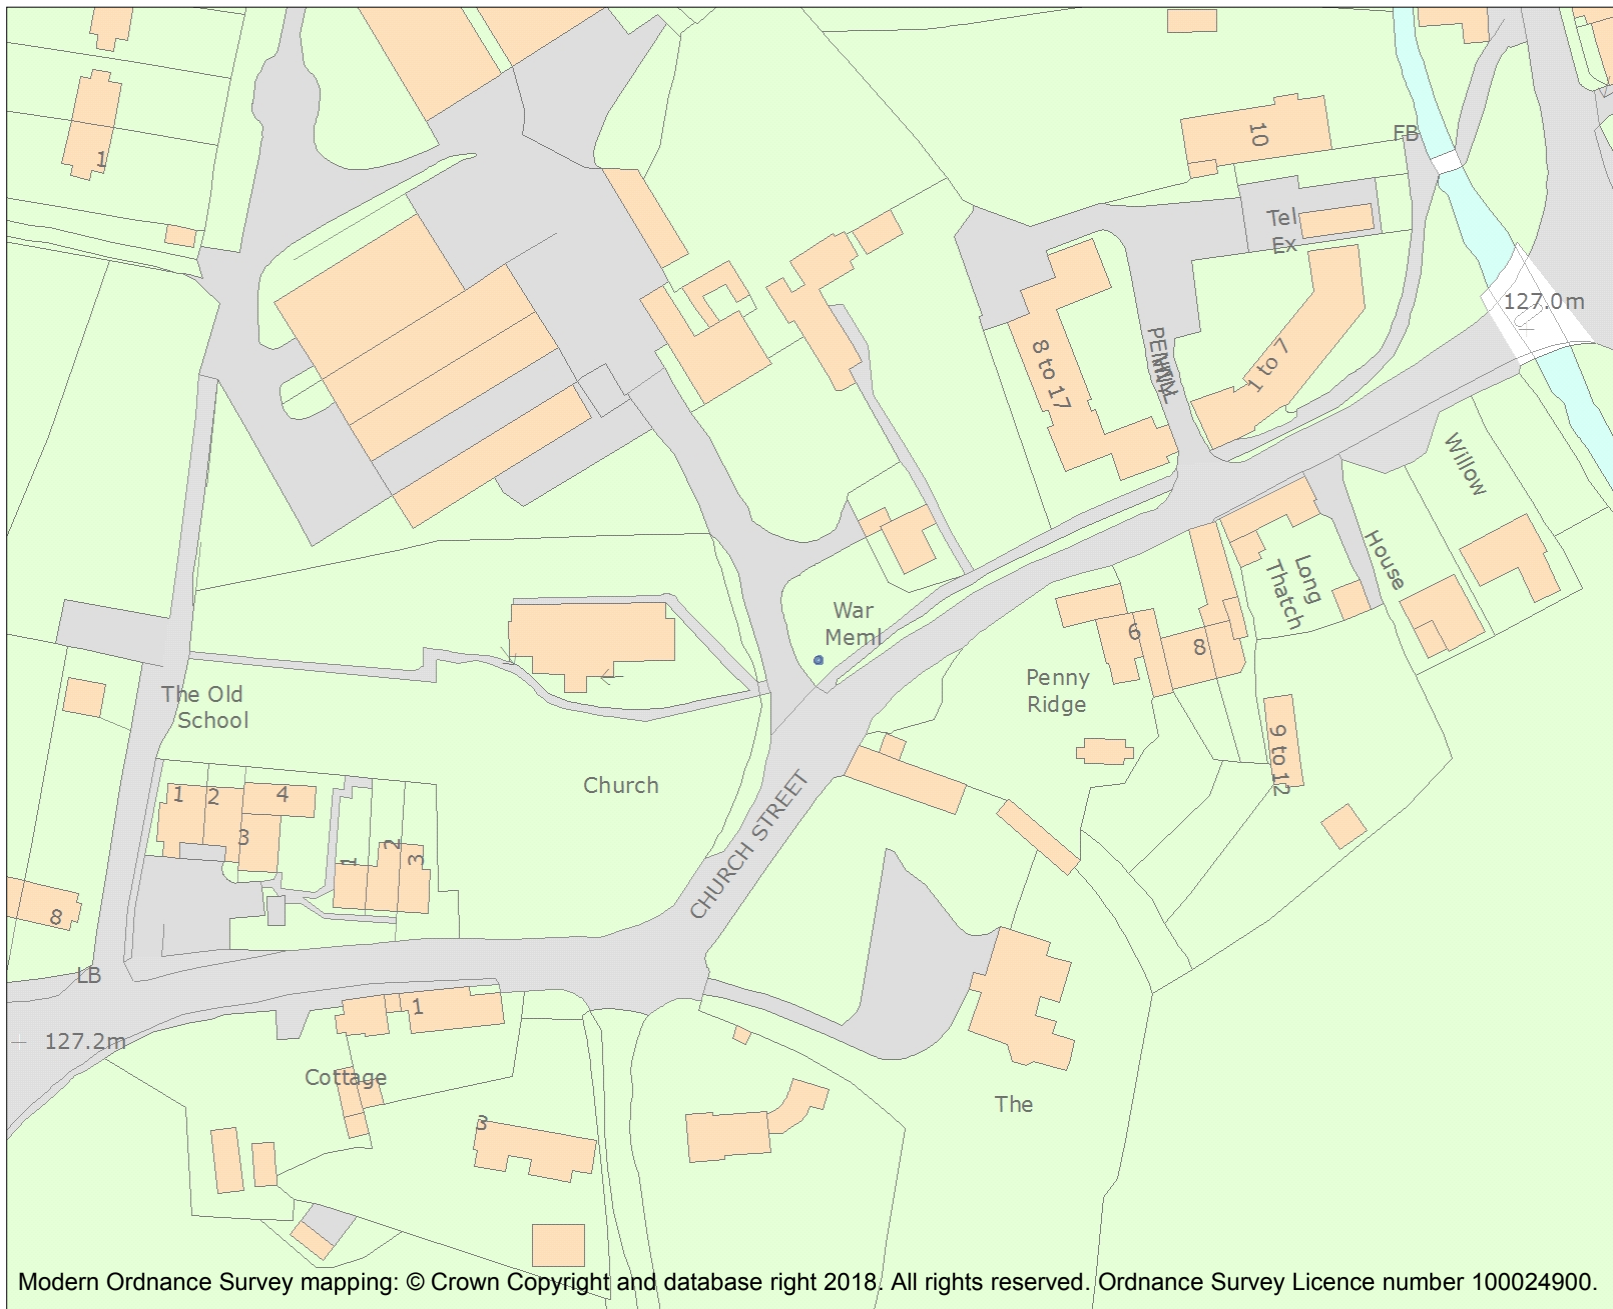 1
10
FB
Tel
Ex
127.0m
8 to 17
1 to 7
Willow
House
Long
Thatch
War
Meml
6
8
Penny
Ridge
The Old
School
9 to 12
Church
CHURCH STREET
1
2
4
3
1
2
3
8
LB
1
127.2m
Cottage
The
3
Modern Ordnance Survey mapping: © Crown Copyright and database right 2018. All rights reserved. Ordnance Survey Licence number 100024900.